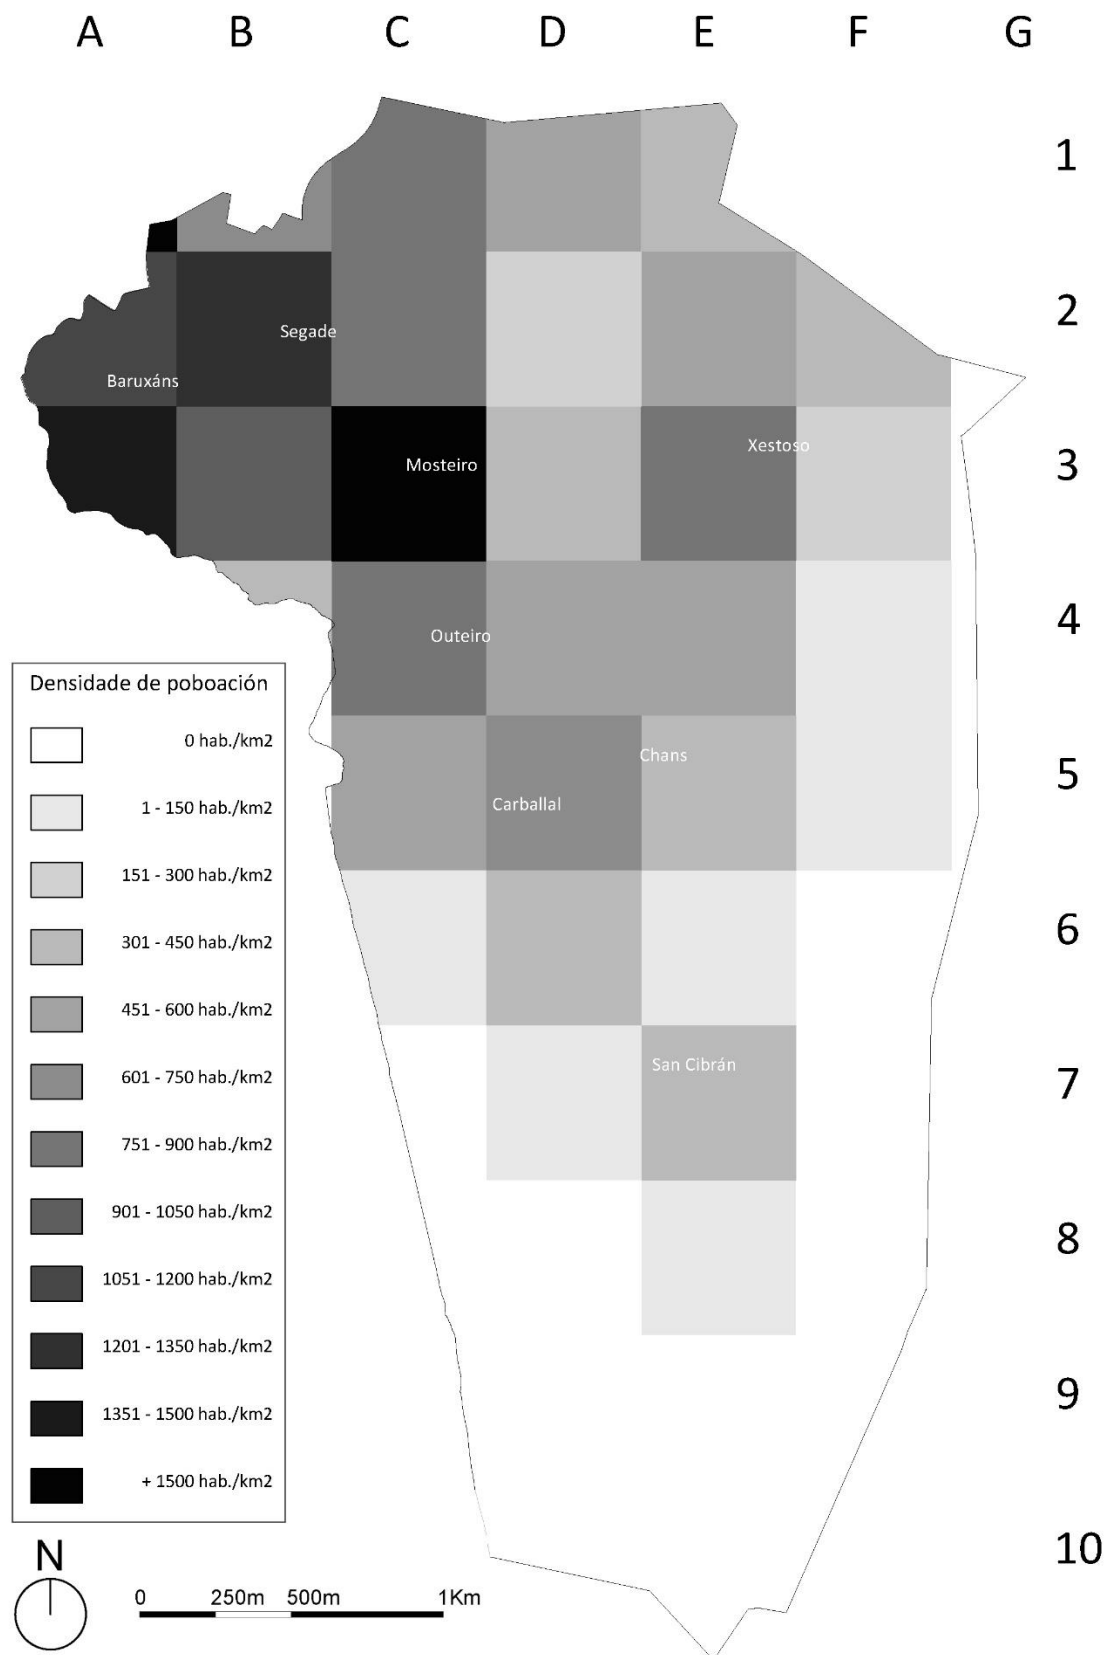 A B C D E F G
1
2
Segade
Baruxáns
3
Xestoso
Mosteiro
4
Outeiro
Densidade de poboación
0 hab./km2
1 - 150 hab./km2
151 - 300 hab./km2
301 - 450 hab./km2
451 - 600 hab./km2
601 - 750 hab./km2
751 - 900 hab./km2
901 - 1050 hab./km2
1051 - 1200 hab./km2
1201 - 1350 hab./km2
1351 - 1500 hab./km2
+ 1500 hab./km2
5
Chans
Carballal
6
7
San Cibrán
8
9
10
N
0 250m 500m 1Km